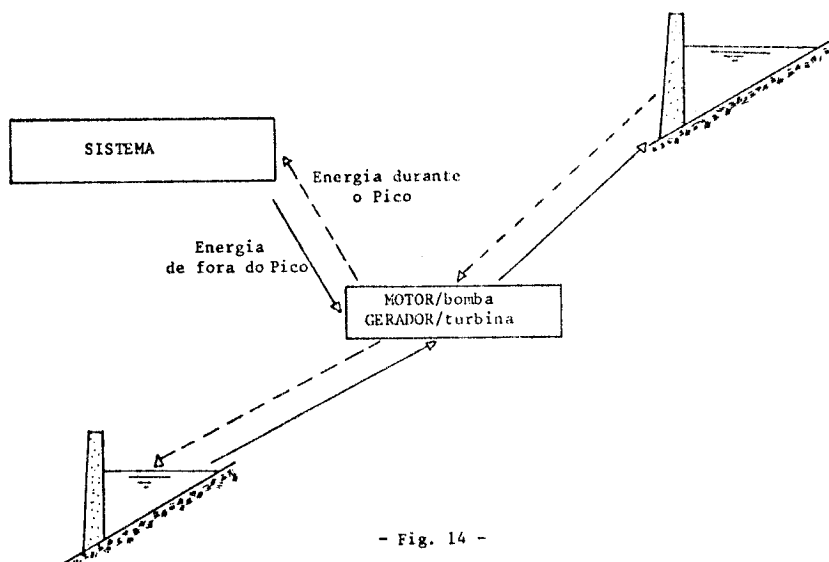 SISTEMA
Energia durante
o Pico
Energia
de fora do Pico
MOTOR/bomba
GERADOR/turbina
- Fig. 14 -